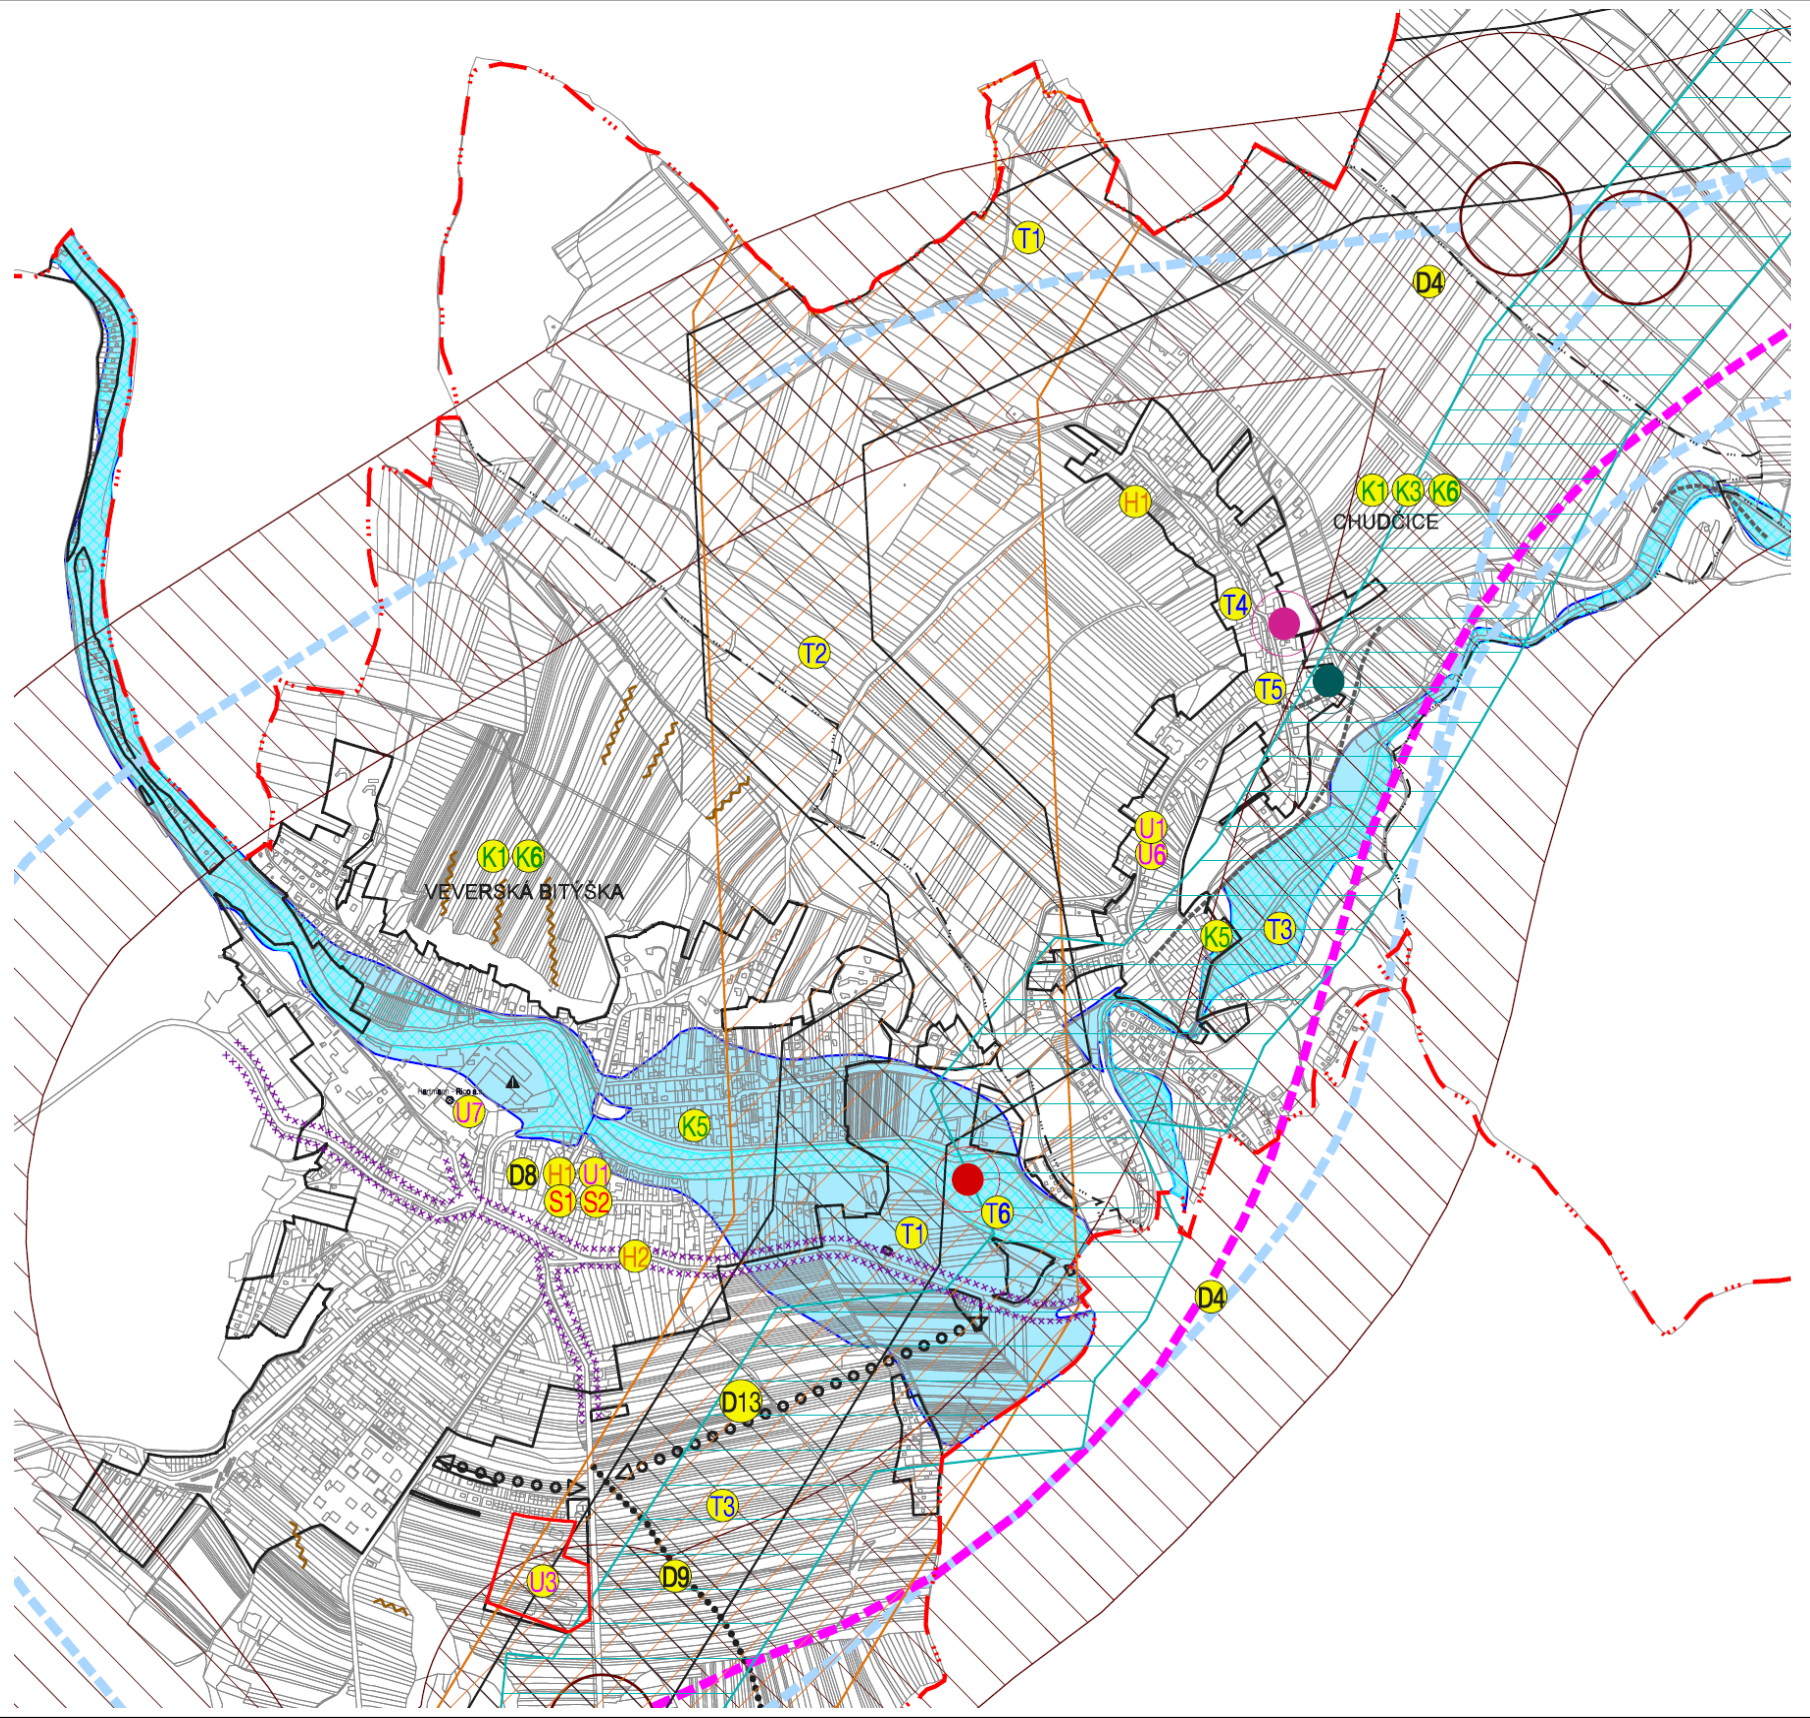 T1
D4
H1
K1 K3 K6
CHUDČICE
T4
T2
T5
U1
U6
K1 K6
VEVERSKÁ BITÝŠKA
K5
T3
U7
K5
D8 H1 U1
S1 S2
T6
T1
H2
D4
D13
T3
D9
U3